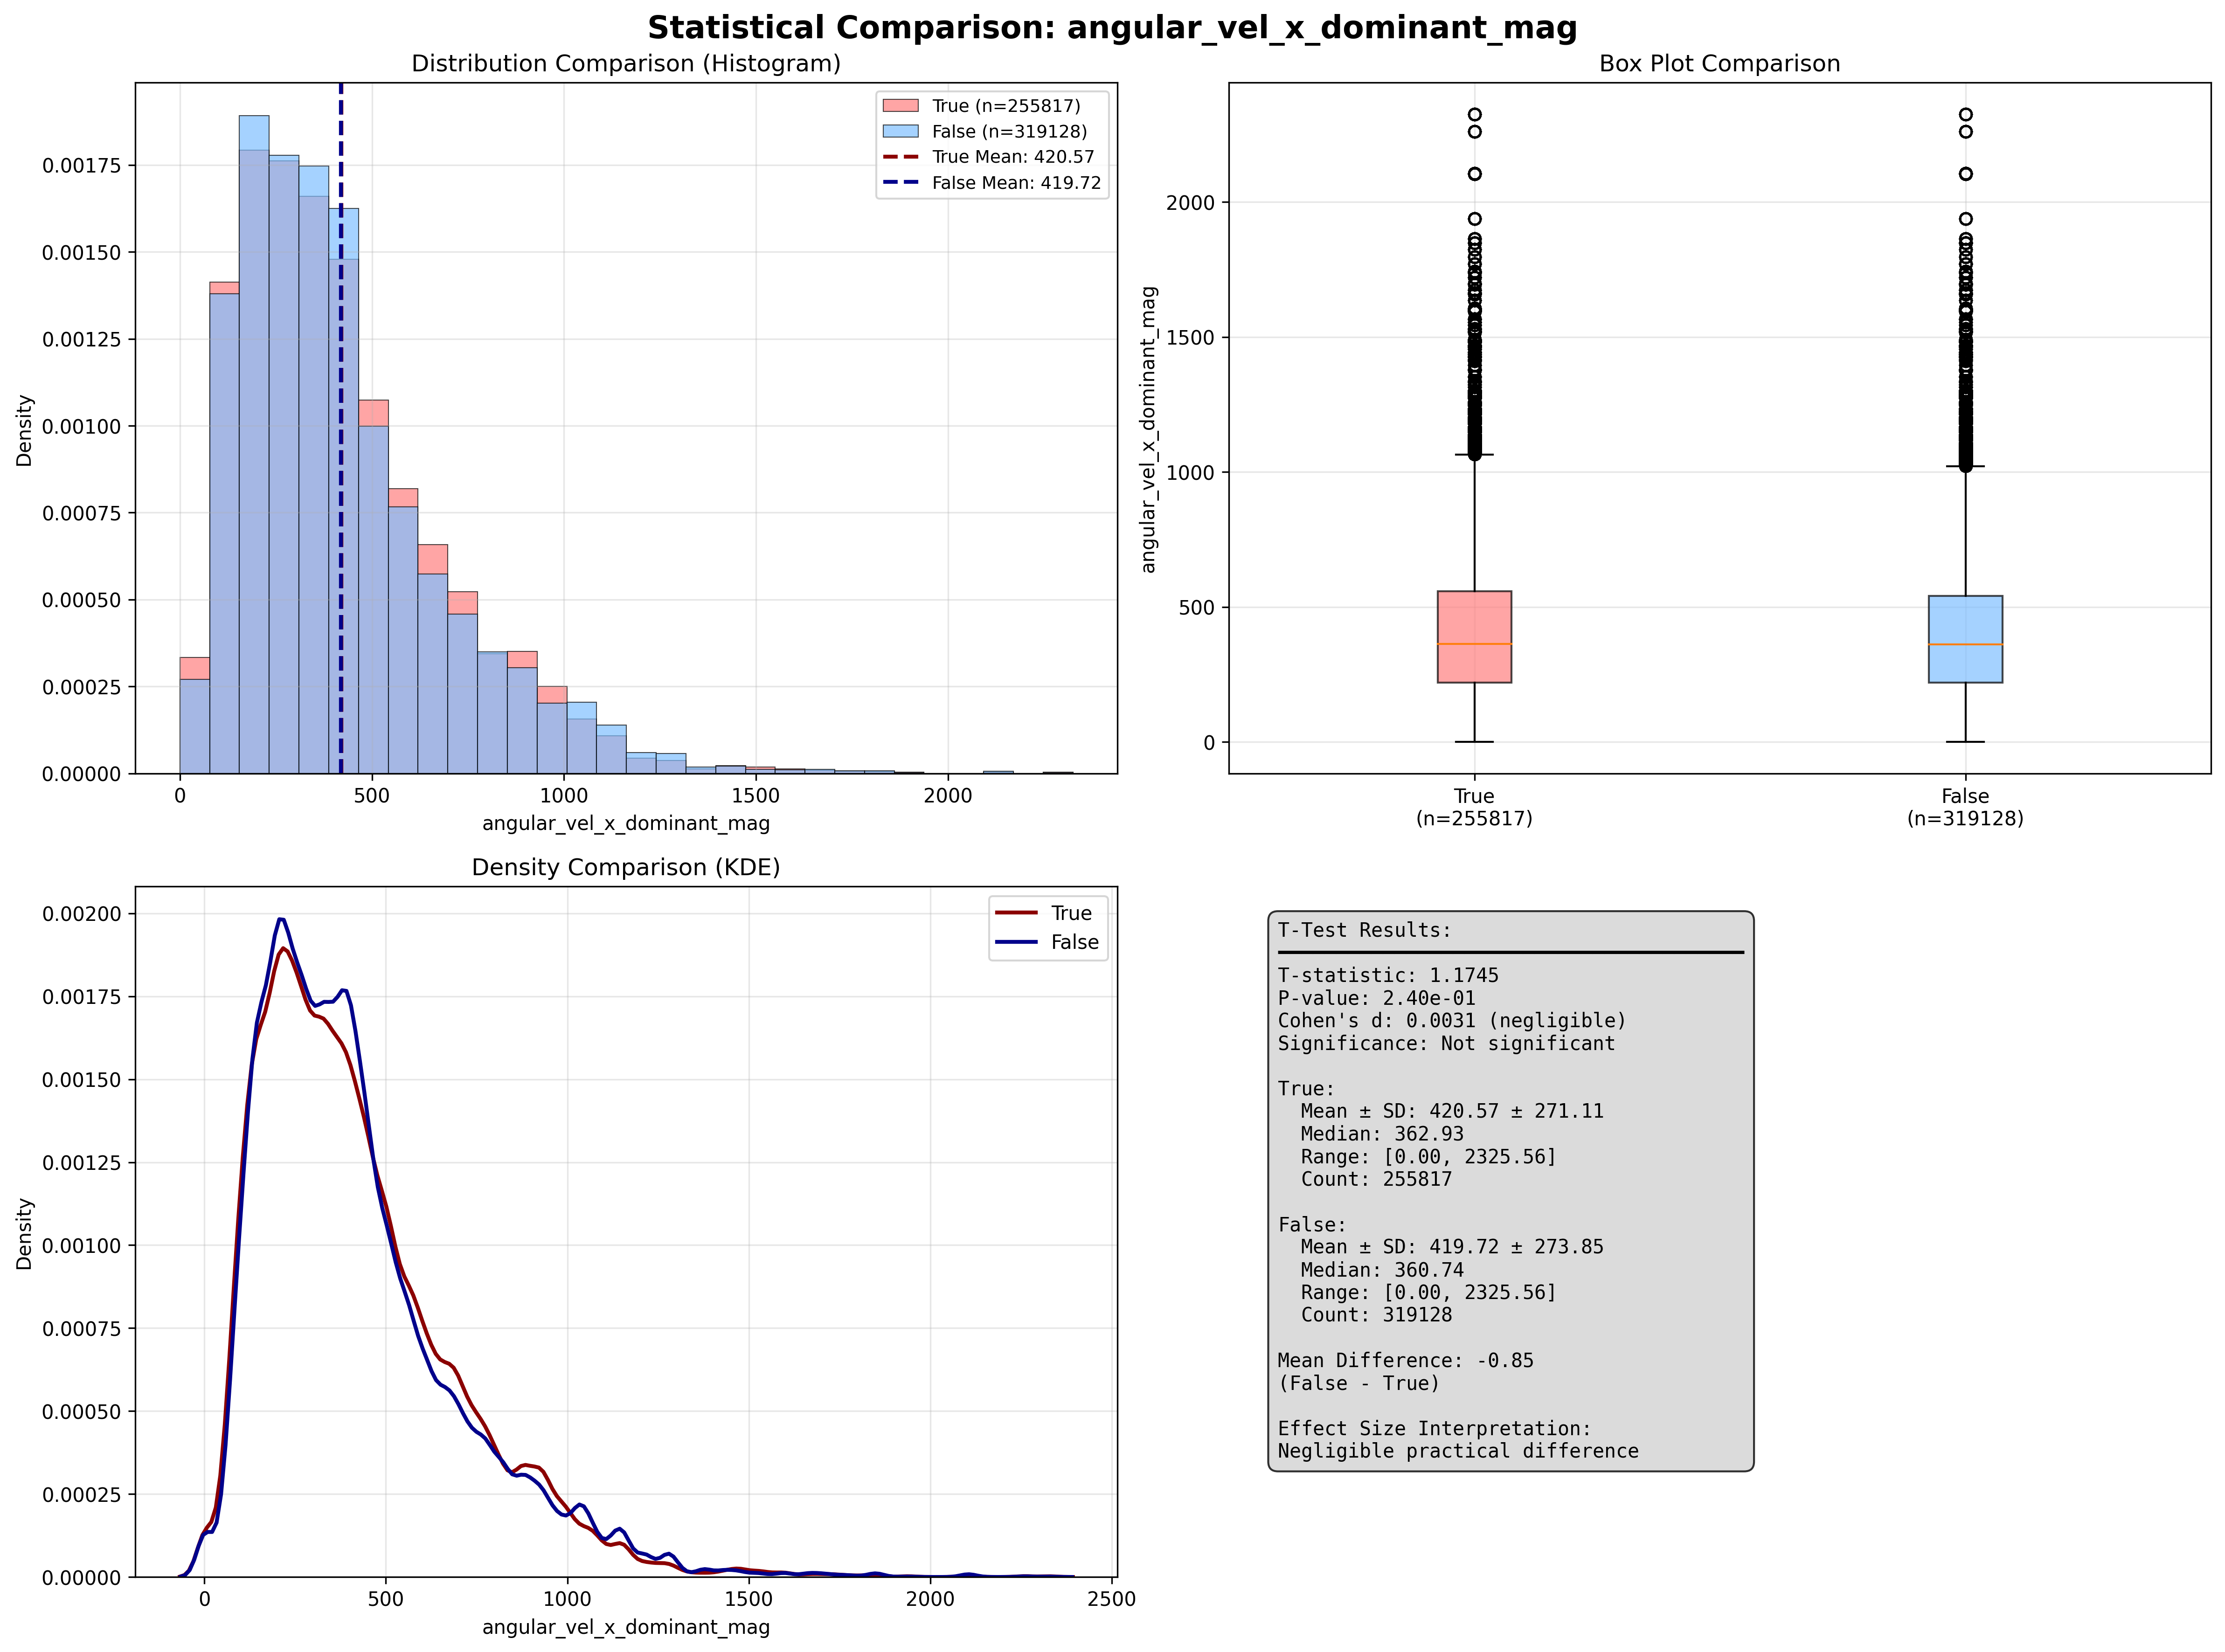 Statistical Comparison: angular_vel_x_dominant_mag
Distribution Comparison (Histogram)
True (n=255817)
False (n=319128)
True Mean: 420.57
False Mean: 419.72
Density
0.00175
0.00150
0.00125
0.00100
0.00075
0.00050
0.00025
0.00000
0
500
1000
1500
2000
angular_vel_x_dominant_mag
Box Plot Comparison
angular_vel_x_dominant_mag
2000
1500
1000
500
0
True
(n=255817)
False
(n=319128)
Density Comparison (KDE)
True
False
Density
0.00200
0.00175
0.00150
0.00125
0.00100
0.00075
0.00050
0.00025
0.00000
0
500
1000
1500
2000
2500
angular_vel_x_dominant_mag
T-Test Results:
T-statistic: 1.1745
P-value: 2.40e-01
Cohen's d: 0.0031 (negligible)
Significance: Not significant
True:
Mean ± SD: 420.57 ± 271.11
Median: 362.93
Range: [0.00, 2325.56]
Count: 255817
False:
Mean ± SD: 419.72 ± 273.85
Median: 360.74
Range: [0.00, 2325.56]
Count: 319128
Mean Difference: -0.85
(False - True)
Effect Size Interpretation:
Negligible practical difference